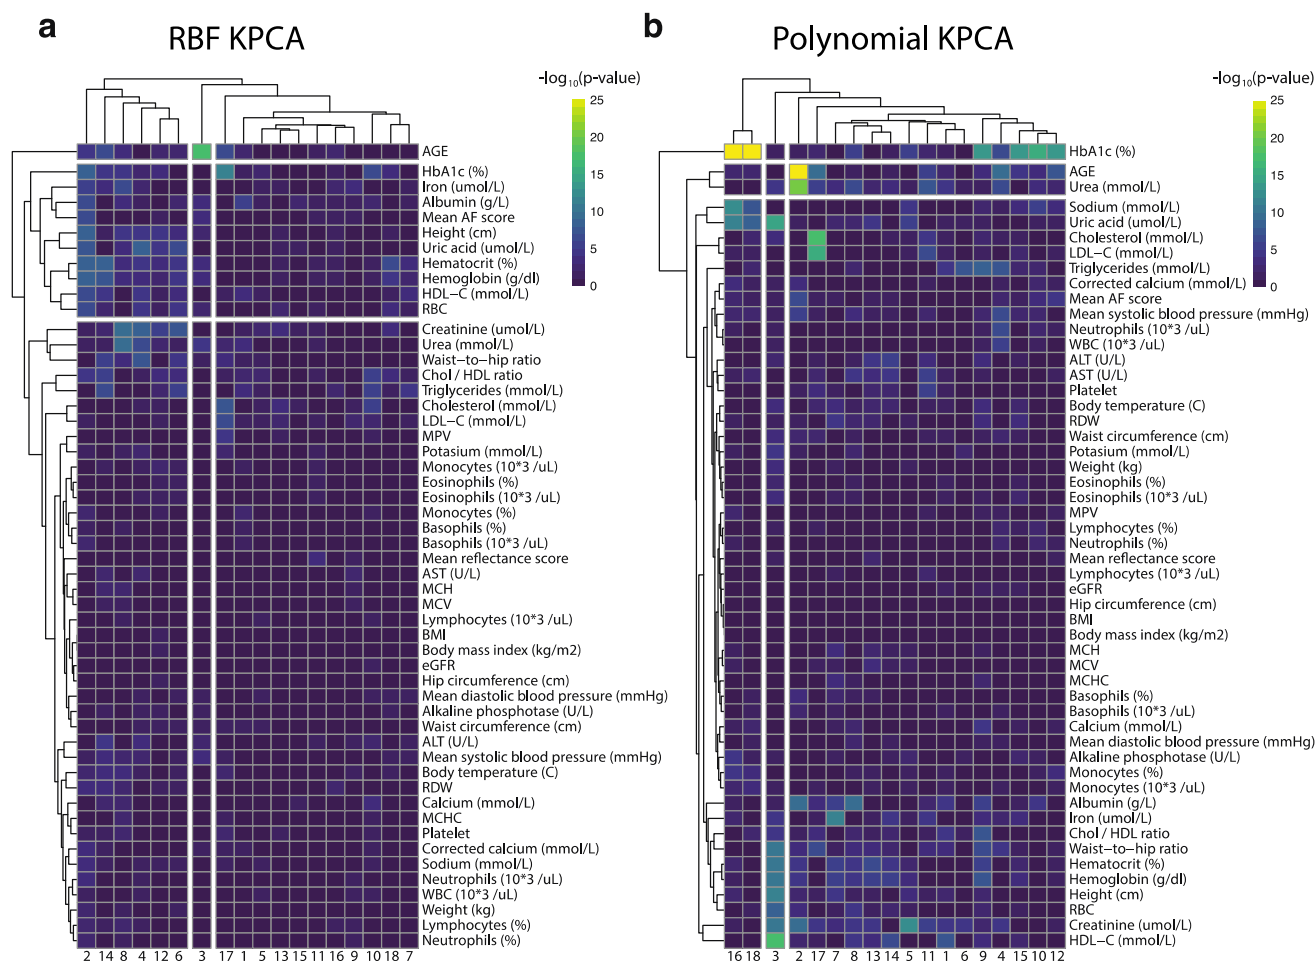 a
RBF KPCA
-log10(p-value)
25
20
15
10
5
0
AGE
HbA1c (%)
Iron (umol/L)
Albumin (g/L)
Mean AF score
Height (cm)
Uric acid (umol/L)
Hematocrit (%)
Hemoglobin (g/dl)
HDL−C (mmol/L)
RBC
Creatinine (umol/L)
Urea (mmol/L)
Waist−to−hip ratio
Chol / HDL ratio
Triglycerides (mmol/L)
Cholesterol (mmol/L)
LDL−C (mmol/L)
MPV
Potasium (mmol/L)
Monocytes (10*3 /uL)
Eosinophils (%)
Eosinophils (10*3 /uL)
Monocytes (%)
Basophils (%)
Basophils (10*3 /uL)
Mean reflectance score
AST (U/L)
MCH
MCV
Lymphocytes (10*3 /uL)
BMI
Body mass index (kg/m2)
eGFR
Hip circumference (cm)
Mean diastolic blood pressure (mmHg)
Alkaline phosphotase (U/L)
Waist circumference (cm)
ALT (U/L)
Mean systolic blood pressure (mmHg)
Body temperature (C)
RDW
Calcium (mmol/L)
MCHC
Platelet
Corrected calcium (mmol/L)
Sodium (mmol/L)
Neutrophils (10*3 /uL)
WBC (10*3 /uL)
Weight (kg)
Lymphocytes (%)
Neutrophils (%)
2 14 8 4 12 6 3 17 1 5 13 15 11 16 9 10 18 7
b
Polynomial KPCA
-log10(p-value)
25
20
15
10
5
0
HbA1c (%)
AGE
Urea (mmol/L)
Sodium (mmol/L)
Uric acid (umol/L)
Cholesterol (mmol/L)
LDL−C (mmol/L)
Triglycerides (mmol/L)
Corrected calcium (mmol/L)
Mean AF score
Mean systolic blood pressure (mmHg)
Neutrophils (10*3 /uL)
WBC (10*3 /uL)
ALT (U/L)
AST (U/L)
Platelet
Body temperature (C)
RDW
Waist circumference (cm)
Potasium (mmol/L)
Weight (kg)
Eosinophils (%)
Eosinophils (10*3 /uL)
MPV
Lymphocytes (%)
Neutrophils (%)
Mean reflectance score
Lymphocytes (10*3 /uL)
eGFR
Hip circumference (cm)
BMI
Body mass index (kg/m2)
MCH
MCV
MCHC
Basophils (%)
Basophils (10*3 /uL)
Calcium (mmol/L)
Mean diastolic blood pressure (mmHg)
Alkaline phosphotase (U/L)
Monocytes (%)
Monocytes (10*3 /uL)
Albumin (g/L)
Iron (umol/L)
Chol / HDL ratio
Waist−to−hip ratio
Hematocrit (%)
Hemoglobin (g/dl)
Height (cm)
RBC
Creatinine (umol/L)
HDL−C (mmol/L)
16 18 3 2 17 7 8 13 14 5 11 1 6 9 4 15 10 12